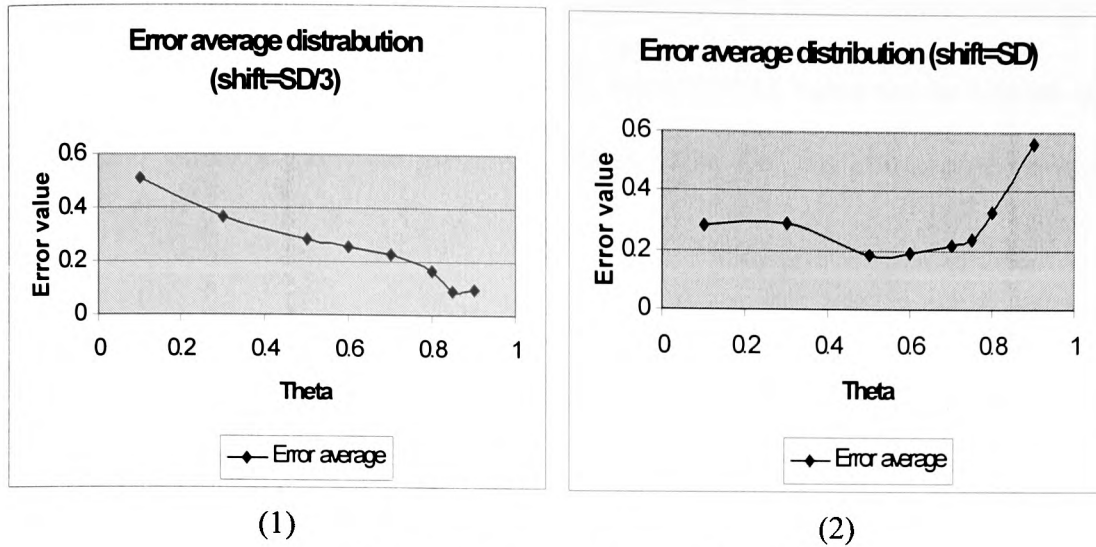 Error average distrabution
(shift=SD/3)
Error value
0.6
0.4
0.2
0
0 0.2 0.4 0.6 0.8 1
Theta
Error average
(1)
Error average distribution (shift=SD)
Error value
0.6
0.4
0.2
0
0 0.2 0.4 0.6 0.8 1
Theta
Error average
(2)